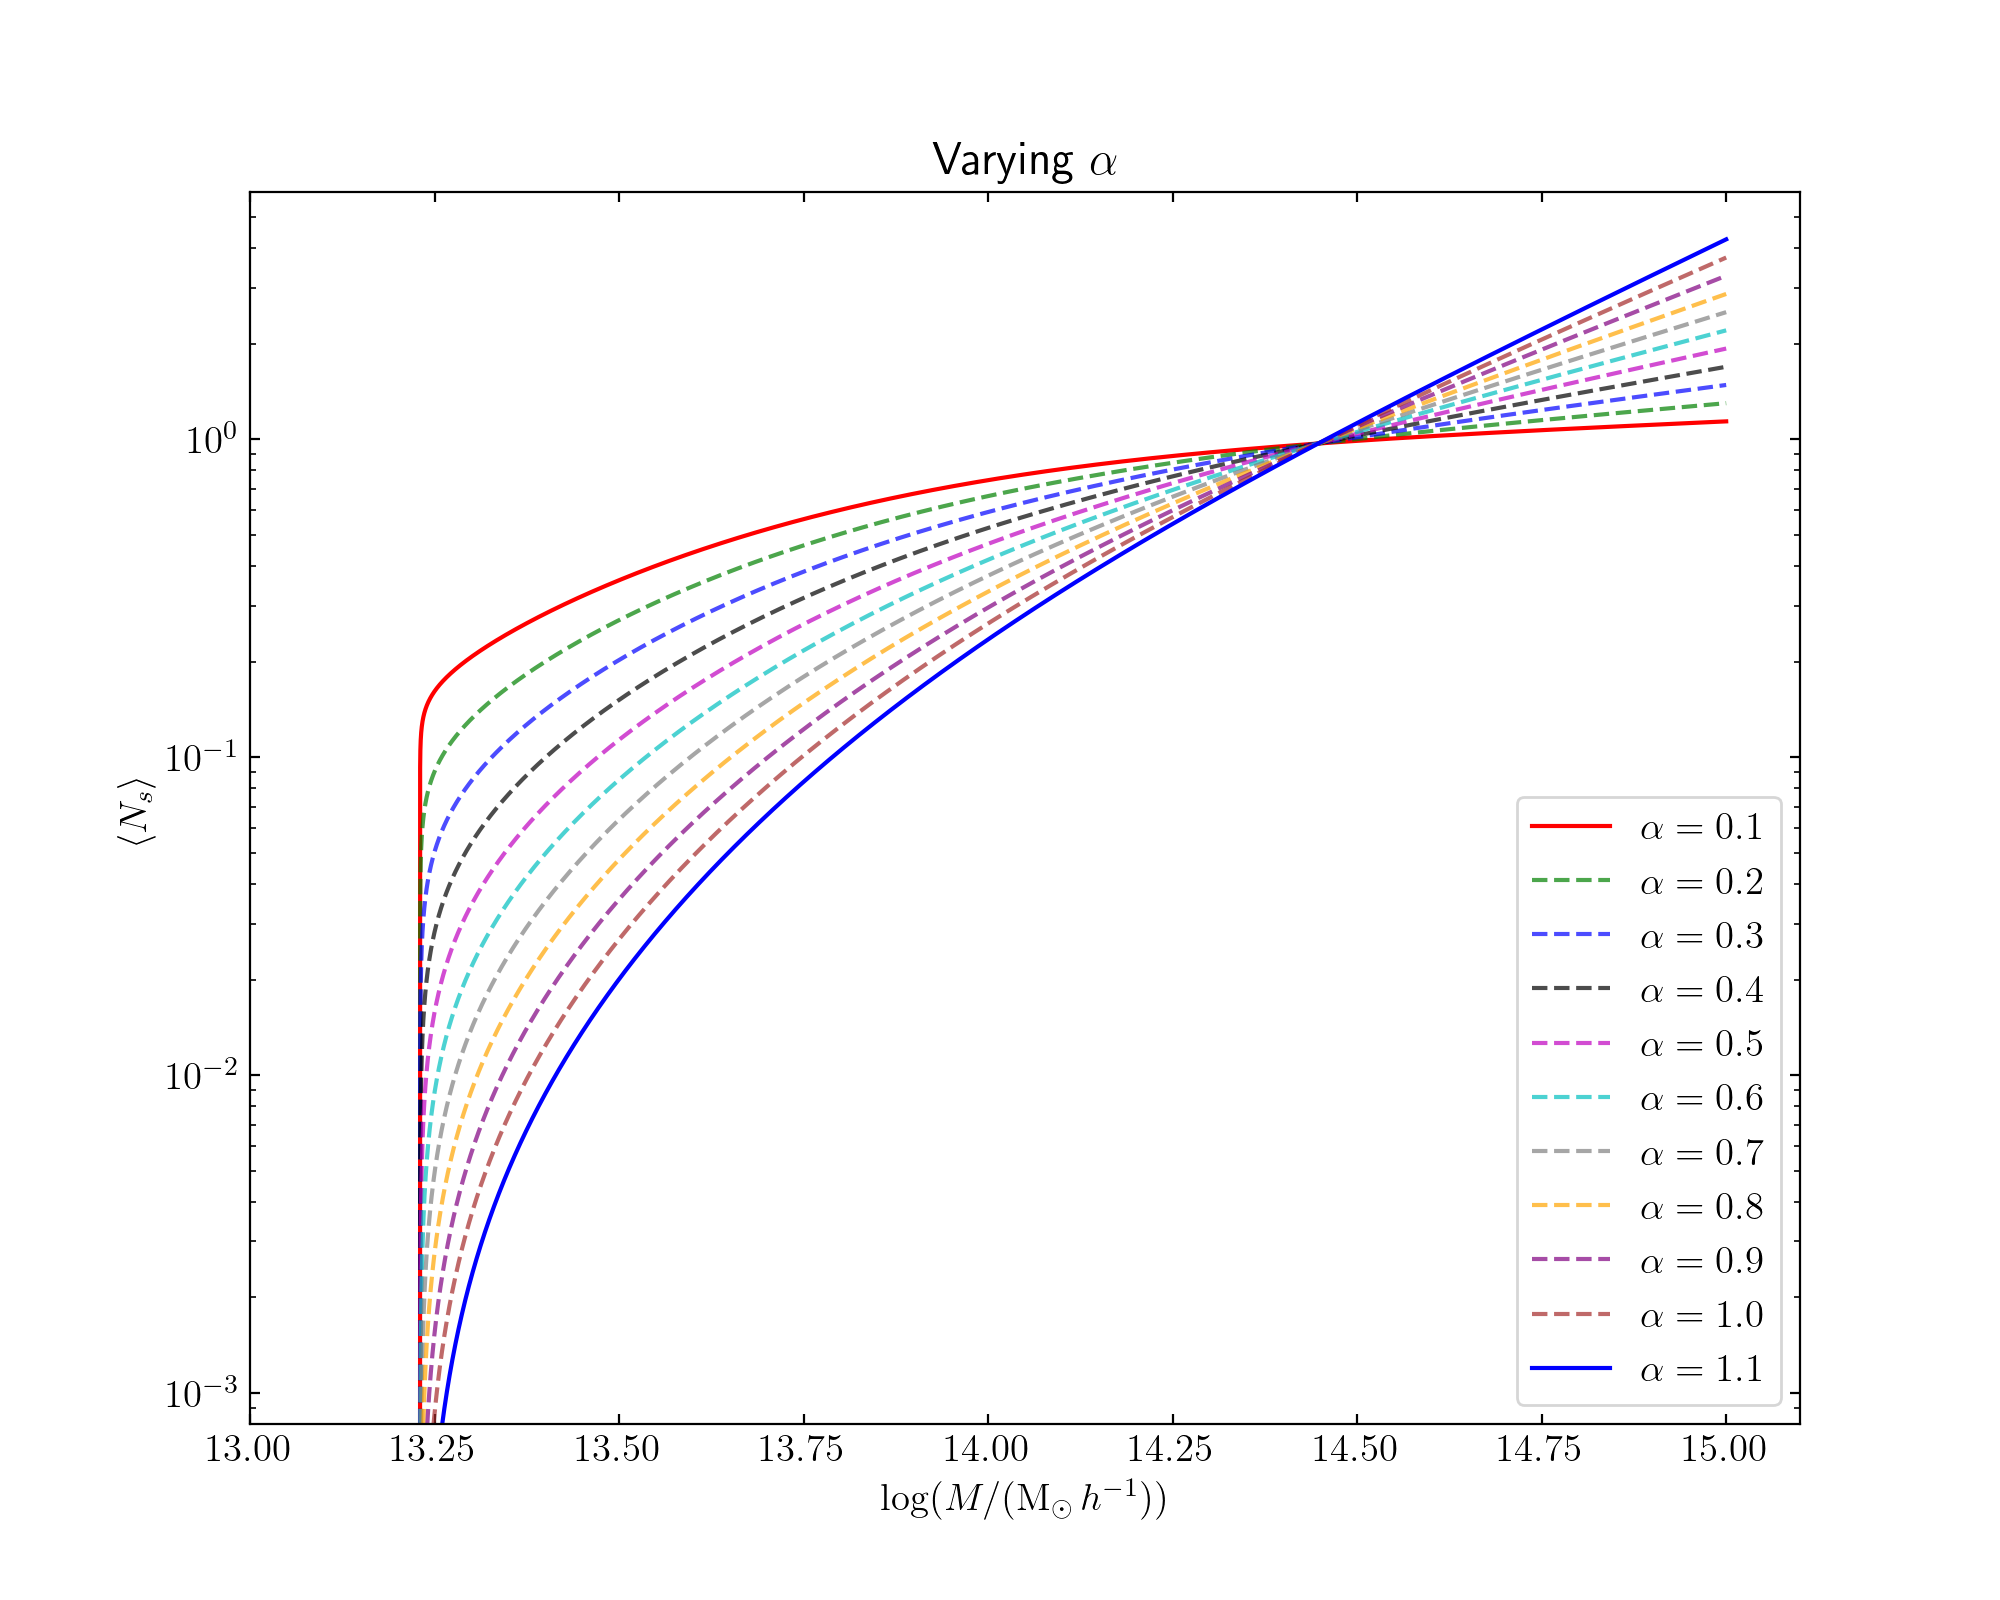 Varying α
⟨N_s⟩
10^0
10^−1
10^−2
10^−3
α = 0.1
α = 0.2
α = 0.3
α = 0.4
α = 0.5
α = 0.6
α = 0.7
α = 0.8
α = 0.9
α = 1.0
α = 1.1
13.00 13.25 13.50 13.75 14.00 14.25 14.50 14.75 15.00
log(M/(M_⊙ h^−1))